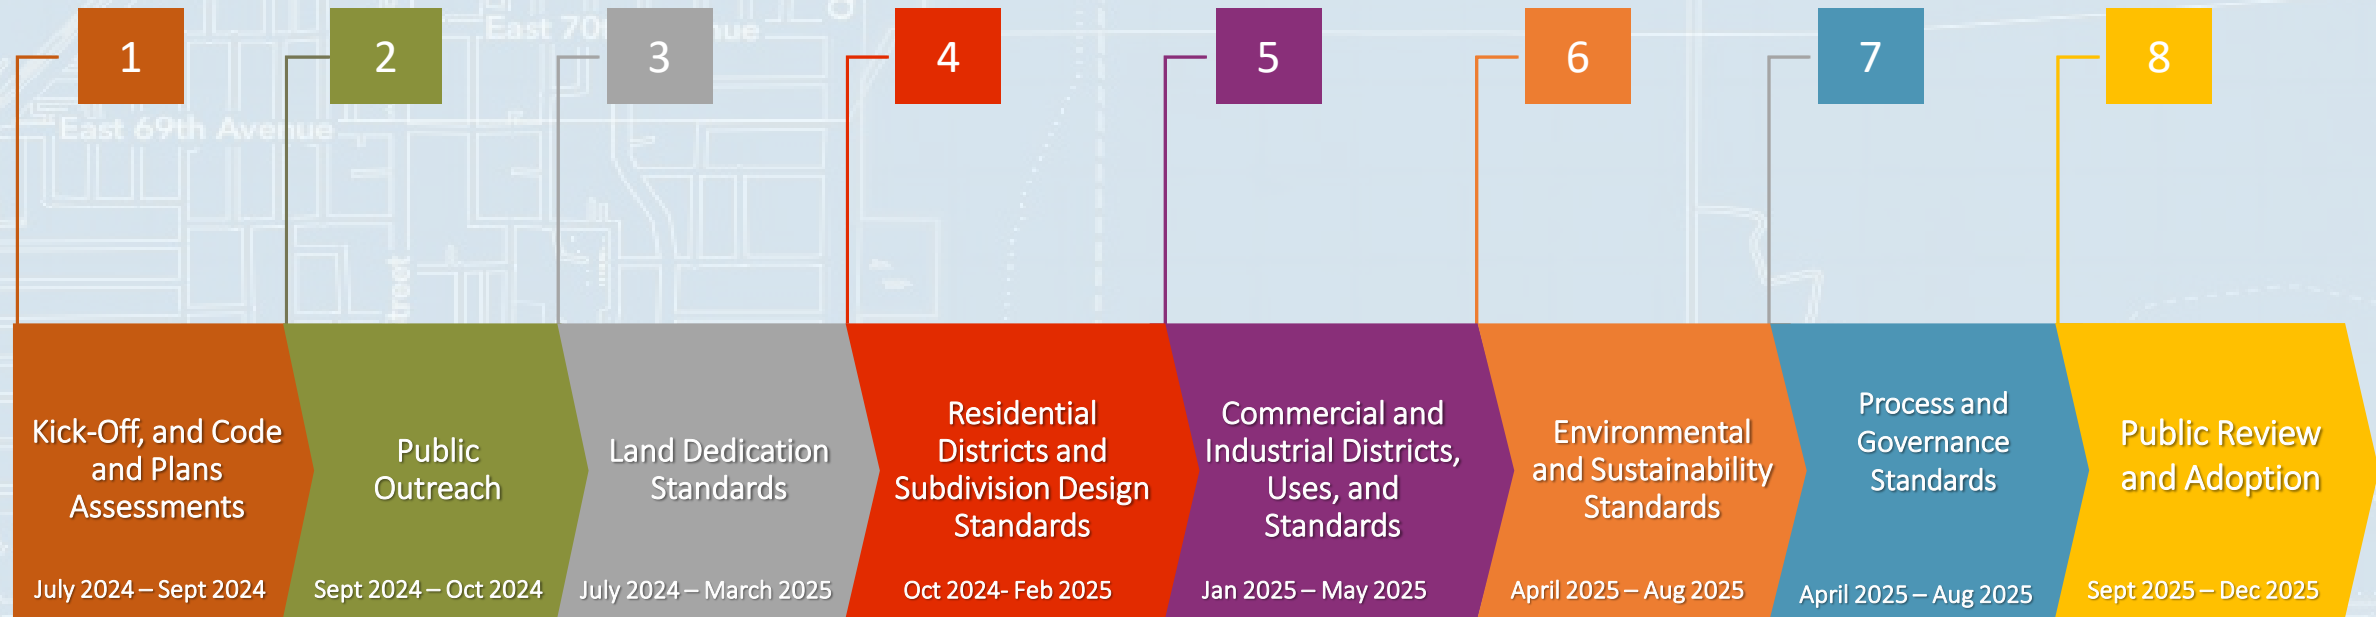 1
2
3
4
5
6
7
8
East 69th Avenue
Kick-Off, and Code
and Plans
Assessments
July 2024 – Sept 2024
Public
Outreach
Sept 2024 – Oct 2024
Land Dedication
Standards
July 2024 – March 2025
Residential
Districts and
Subdivision Design
Standards
Oct 2024- Feb 2025
Commercial and
Industrial Districts,
Uses, and
Standards
Jan 2025 – May 2025
Environmental
and Sustainability
Standards
April 2025 – Aug 2025
Process and
Governance
Standards
April 2025 – Aug 2025
Public Review
and Adoption
Sept 2025 – Dec 2025